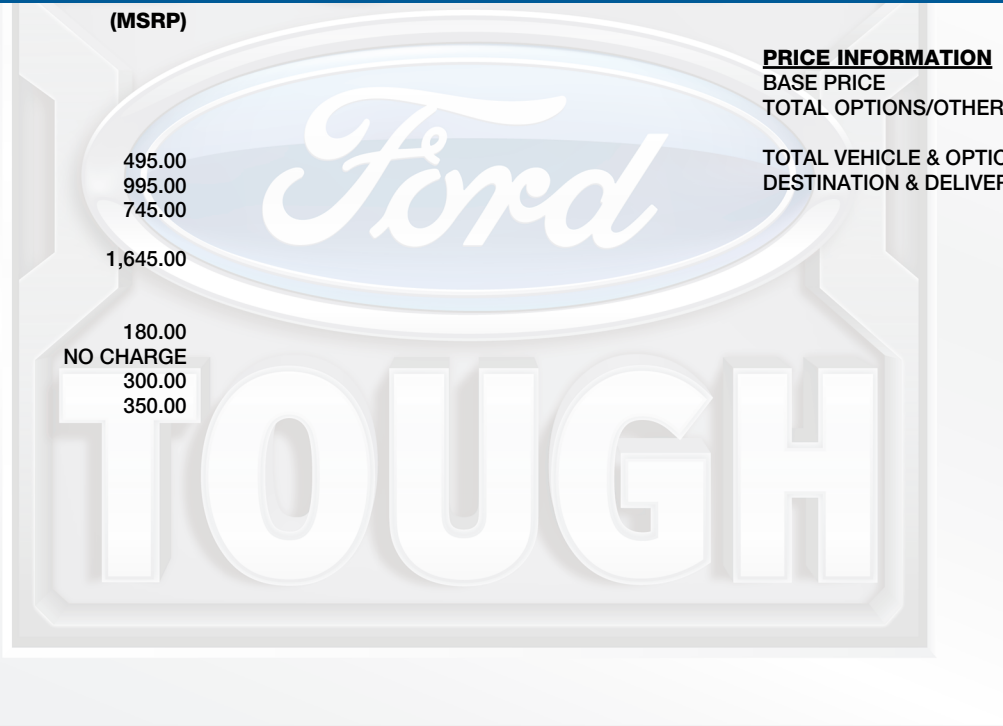 (MSRP)
495.00
995.00
745.00
1,645.00
180.00
NO CHARGE
300.00
350.00
PRICE INFORMATION
BASE PRICE
TOTAL OPTIONS/OTHER
TOTAL VEHICLE & OPTIO
DESTINATION & DELIVER
Ford
TOUGH